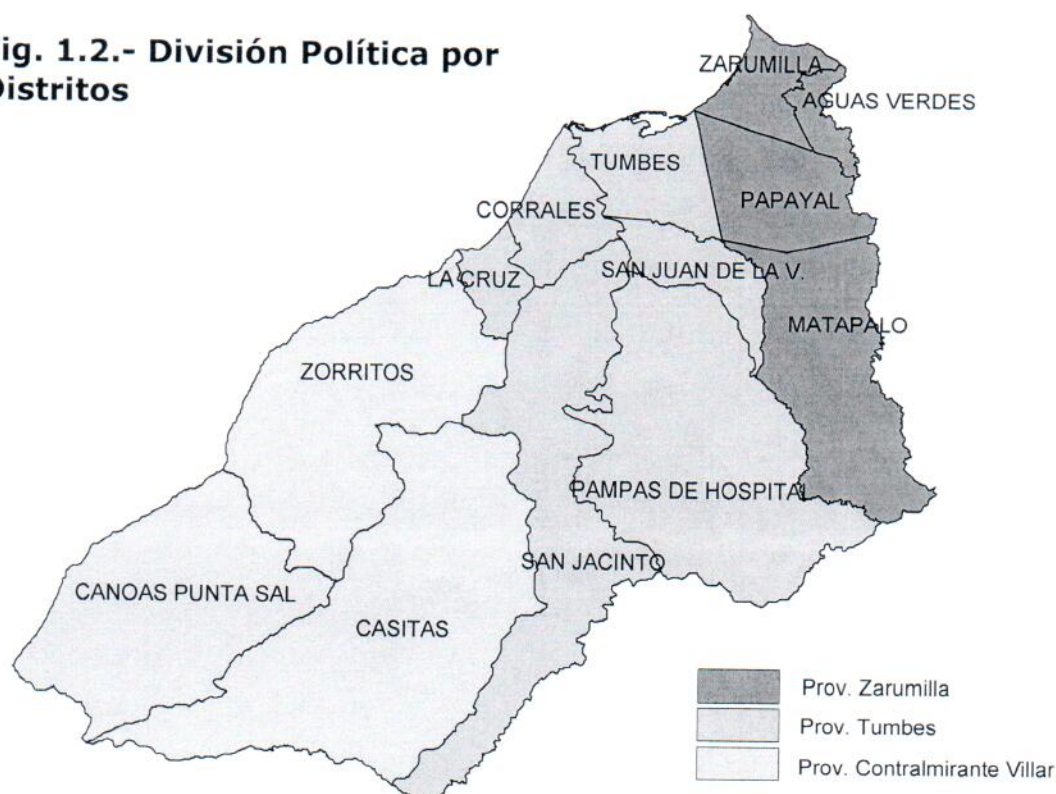 ig. 1.2.- División Política por
Distritos
ZARUMILLA
AGUAS VERDES
TUMBES
PAPAYAL
CORRALES
SAN JUAN DE LA V.
LA CRUZ
MATAPALO
ZORRITOS
PAMPAS DE HOSPITAL
SAN JACINTO
CANOAS PUNTA SAL
CASITAS
Prov. Zarumilla
Prov. Tumbes
Prov. Contralmirante Villar